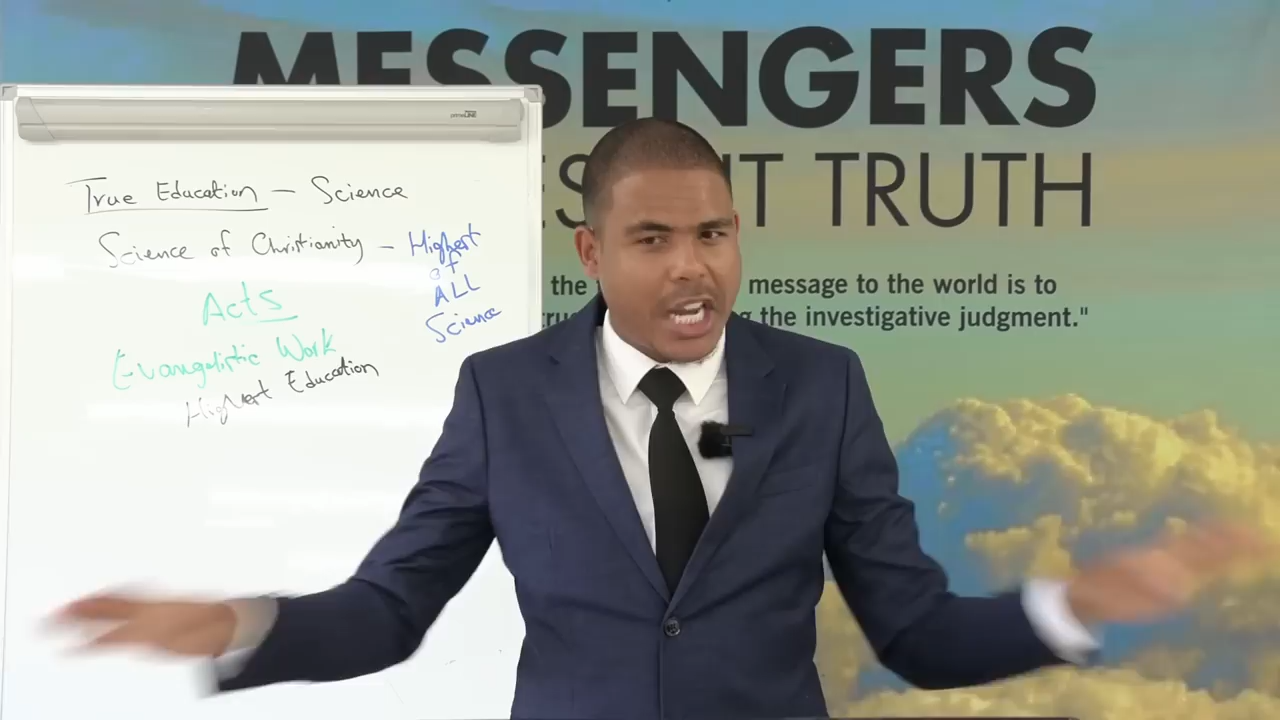 MESSENGERS
TRUTH
the message to the world is to
the investigative judgment."
True Education – Science
Science of Christianity – Highest
of
ALL
Science
Acts
Evangelistic Work
Highest Education